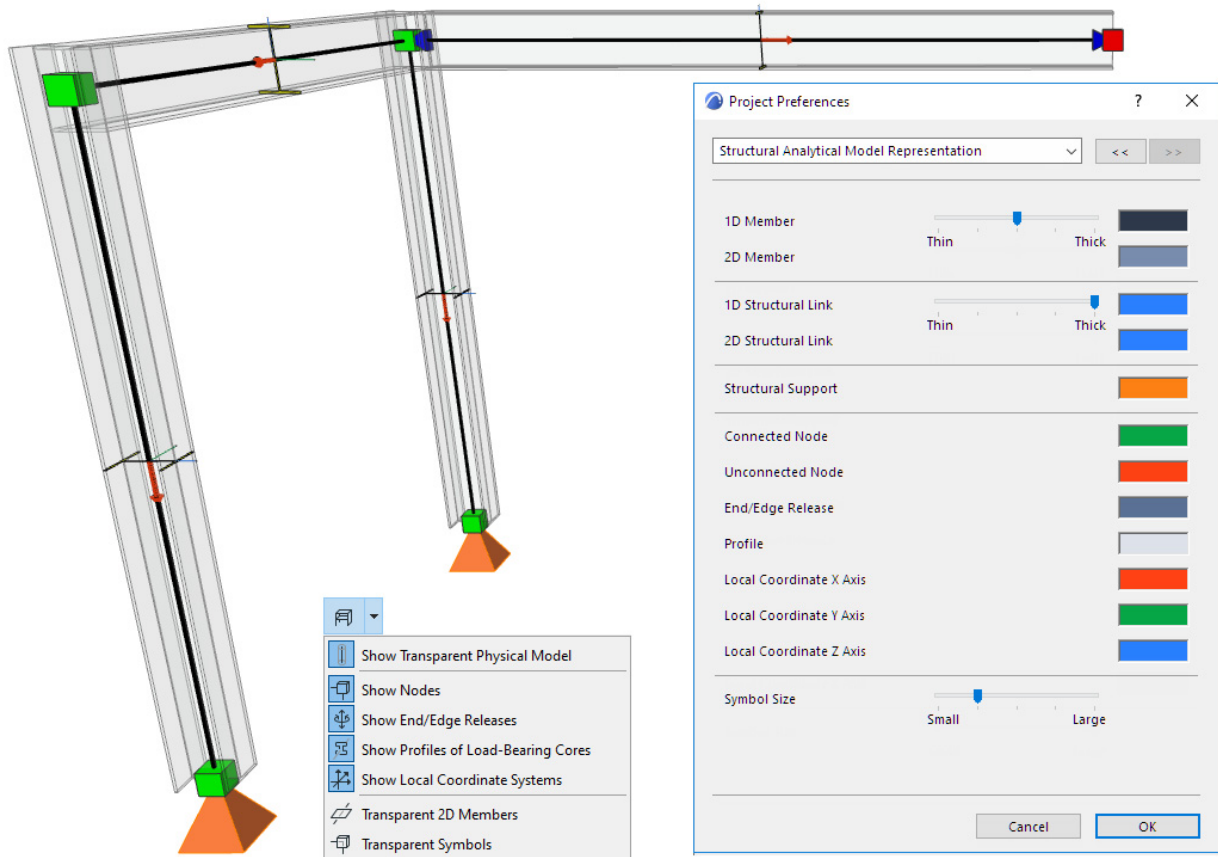 Project Preferences
?
Structural Analytical Model Representation
<<
>>
1D Member
Thin
Thick
2D Member
1D Structural Link
Thin
Thick
2D Structural Link
Structural Support
Connected Node
Unconnected Node
End/Edge Release
Profile
Local Coordinate X Axis
Local Coordinate Y Axis
Local Coordinate Z Axis
Symbol Size
Small
Large
Cancel
OK
Show Transparent Physical Model
Show Nodes
Show End/Edge Releases
Show Profiles of Load-Bearing Cores
Show Local Coordinate Systems
Transparent 2D Members
Transparent Symbols